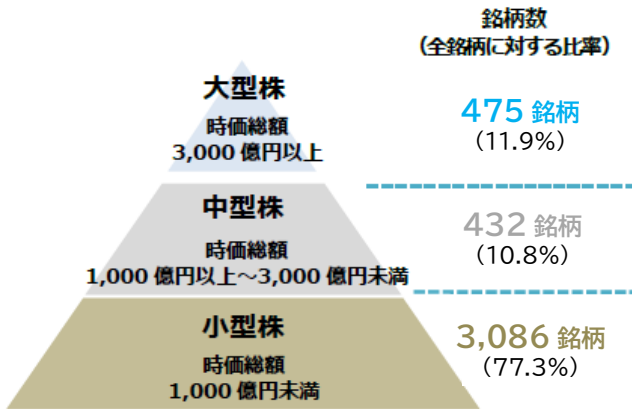 銘柄数
（全銘柄に対する比率）
大型株
時価総額
3,000 億円以上
475 銘柄
(11.9%)
中型株
時価総額
1,000 億円以上～3,000 億円未満
432 銘柄
(10.8%)
小型株
時価総額
1,000 億円未満
3,086 銘柄
(77.3%)